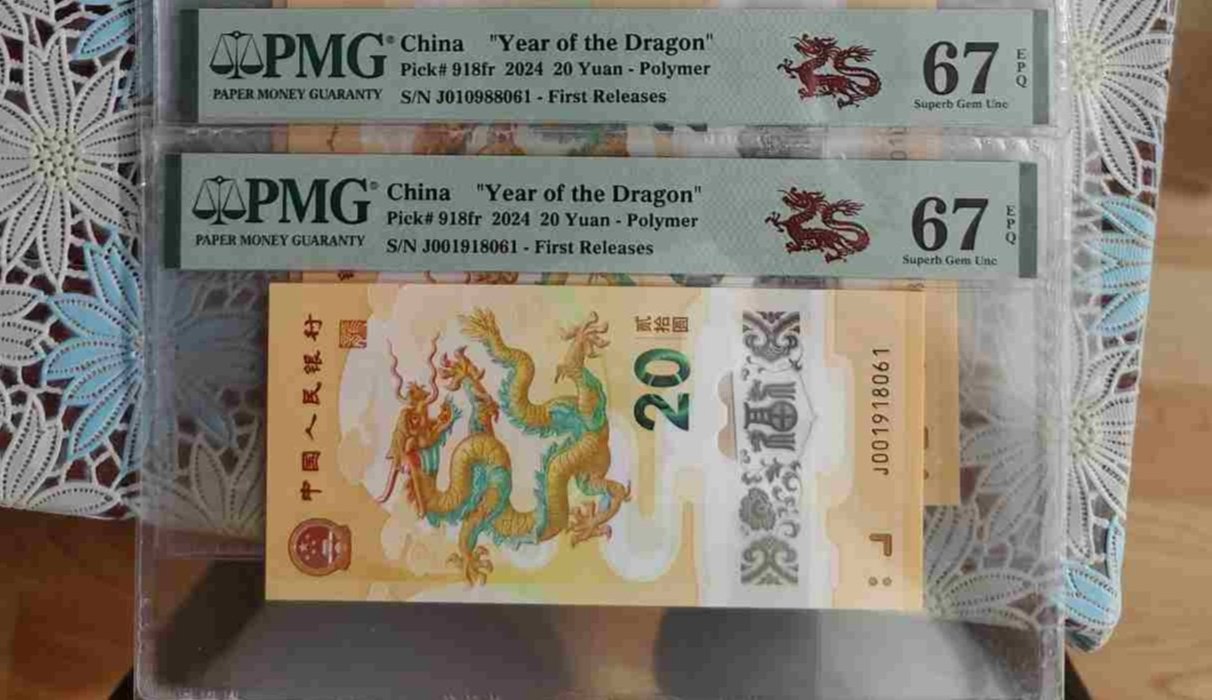 PMG® China "Year of the Dragon"
Pick# 918fr 2024 20 Yuan - Polymer
PAPER MONEY GUARANTY S/N J010988061 - First Releases
67 EPQ
Superb Gem Unc
PMG® China "Year of the Dragon"
Pick# 918fr 2024 20 Yuan - Polymer
PAPER MONEY GUARANTY S/N J001918061 - First Releases
67 EPQ
Superb Gem Unc
中国人民银行
贰拾圆
20
福
J001918061